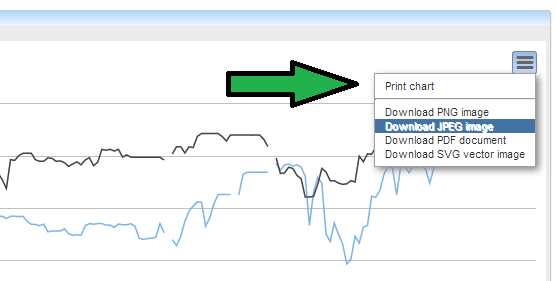 Print chart
Download PNG image
Download JPEG image
Download PDF document
Download SVG vector image